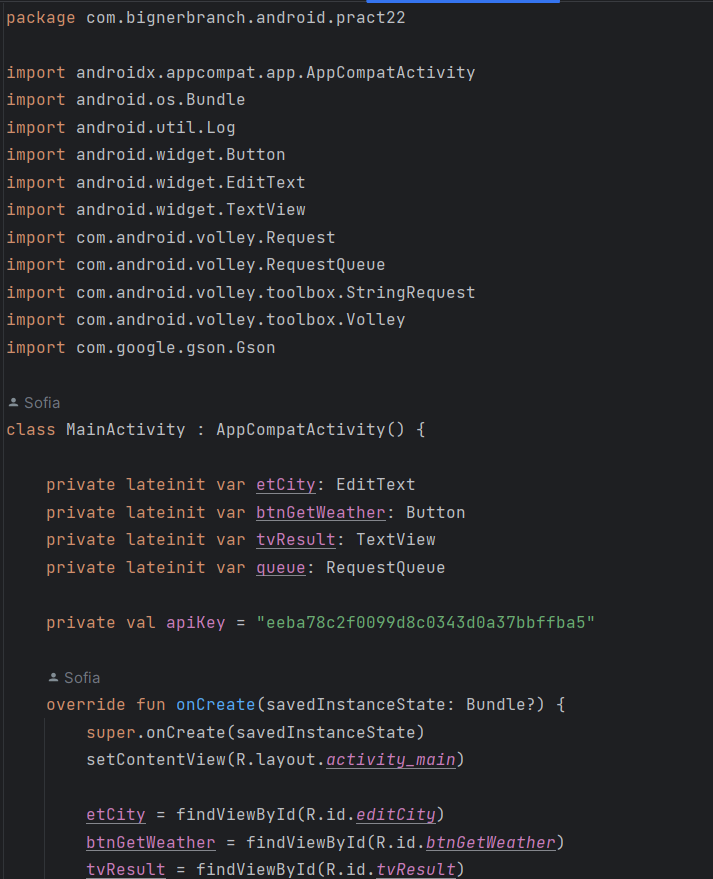 package com.bignerbranch.android.pract22
import androidx.appcompat.app.AppCompatActivity
import android.os.Bundle
import android.util.Log
import android.widget.Button
import android.widget.EditText
import android.widget.TextView
import com.android.volley.Request
import com.android.volley.RequestQueue
import com.android.volley.toolbox.StringRequest
import com.android.volley.toolbox.Volley
import com.google.gson.Gson
Sofia
class MainActivity : AppCompatActivity() {
private lateinit var etCity: EditText
private lateinit var btnGetWeather: Button
private lateinit var tvResult: TextView
private lateinit var queue: RequestQueue
private val apiKey = "eeba78c2f0099d8c0343d0a37bbffba5"
Sofia
override fun onCreate(savedInstanceState: Bundle?) {
super.onCreate(savedInstanceState)
setContentView(R.layout.activity_main)
etCity = findViewById(R.id.editCity)
btnGetWeather = findViewById(R.id.btnGetWeather)
tvResult = findViewById(R.id.tvResult)